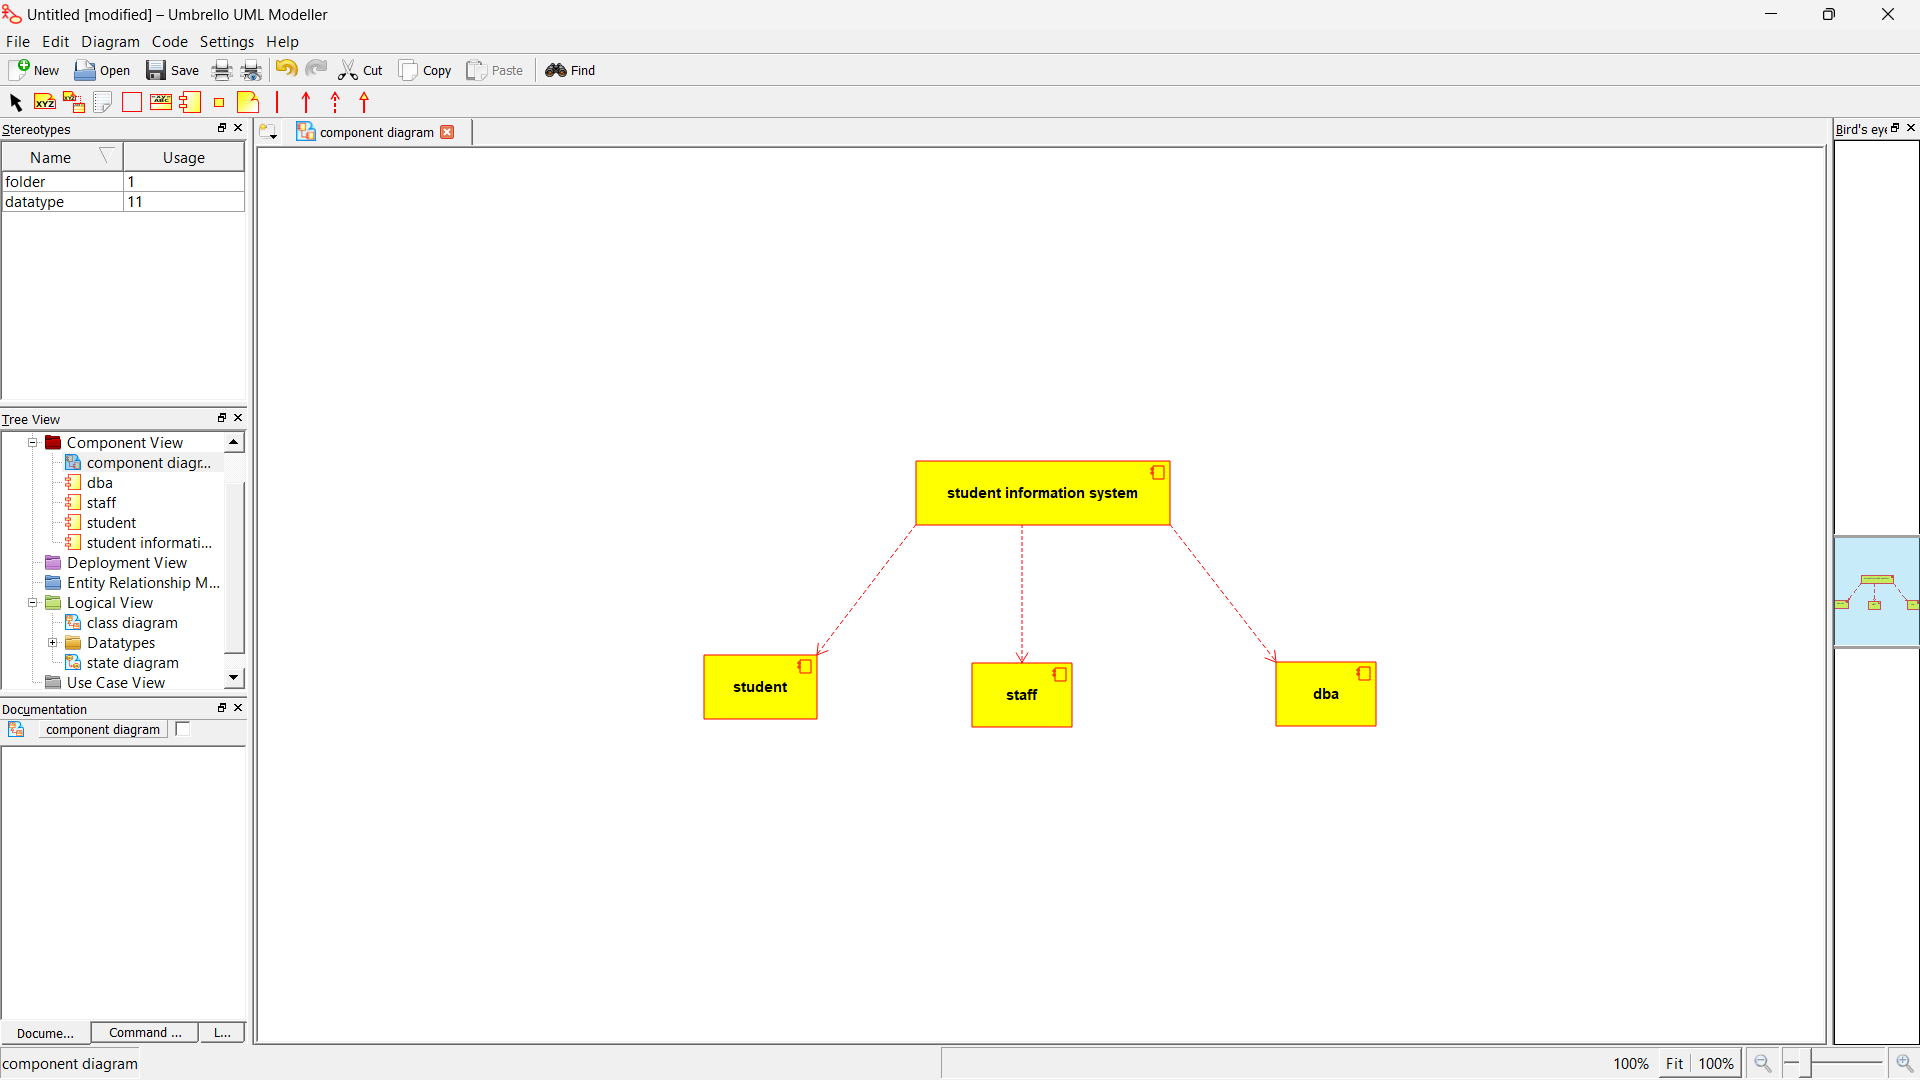 Untitled [modified] – Umbrello UML Modeller
File Edit Diagram Code Settings Help
New Open Save Cut Copy Paste Find
XYZ XYZ ABC
Stereotypes
Name Usage
folder 1
datatype 11
Tree View
Component View
component diagr...
dba
staff
student
student informati...
Deployment View
Entity Relationship M...
Logical View
class diagram
Datatypes
state diagram
Use Case View
Documentation
component diagram
Docume... Command ... L...
component diagram
component diagram
student information system
student
staff
dba
Bird's eye
100% Fit 100%